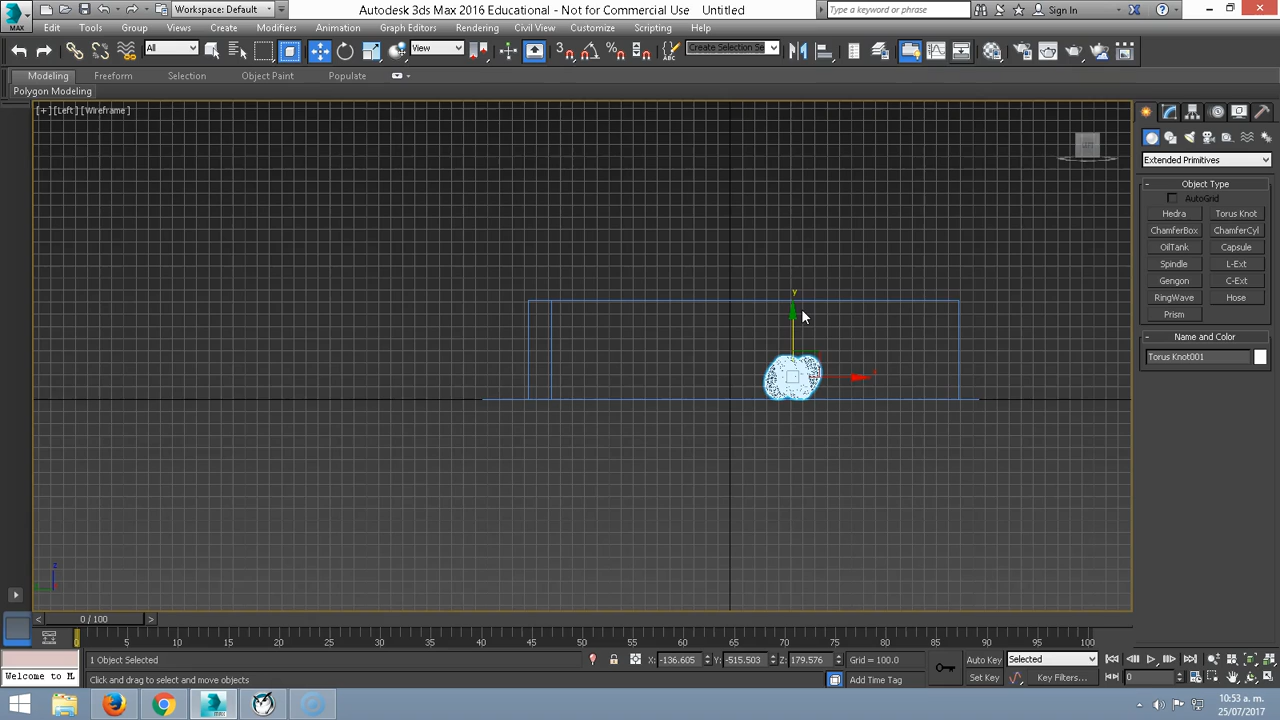 Workspace: Default
Autodesk 3ds Max 2016 Educational - Not for Commercial Use    Untitled
Type a keyword or phrase
Sign In
MAX
Edit Tools Group Views Create Modifiers Animation Graph Editors Rendering Civil View Customize Scripting Help
All
View
Create Selection Se
Modeling Freeform Selection Object Paint Populate
Polygon Modeling
[+] [Left] [Wireframe]
Extended Primitives
- Object Type
AutoGrid
Hedra Torus Knot
ChamferBox ChamferCyl
OilTank Capsule
Spindle L-Ext
Gengon C-Ext
RingWave Hose
Prism
- Name and Color
Torus Knot001
y
z
< 0 / 100 >
0 5 10 15 20 25 30 35 40 45 50 55 60 65 70 75 80 85 90 95 100
1 Object Selected
X: -136.605 Y: -515.503 Z: 179.576 Grid = 100.0
Auto Key Selected
Welcome to M
Click and drag to select and move objects
Add Time Tag
Set Key Key Filters... 0
10:53 a. m.
25/07/2017